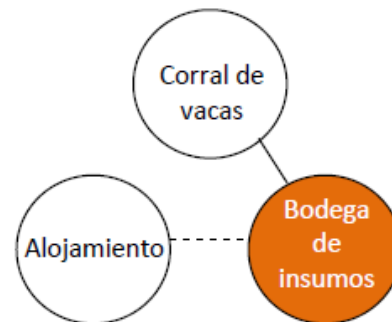 Corral de
vacas
Alojamiento
Bodega
de
insumos